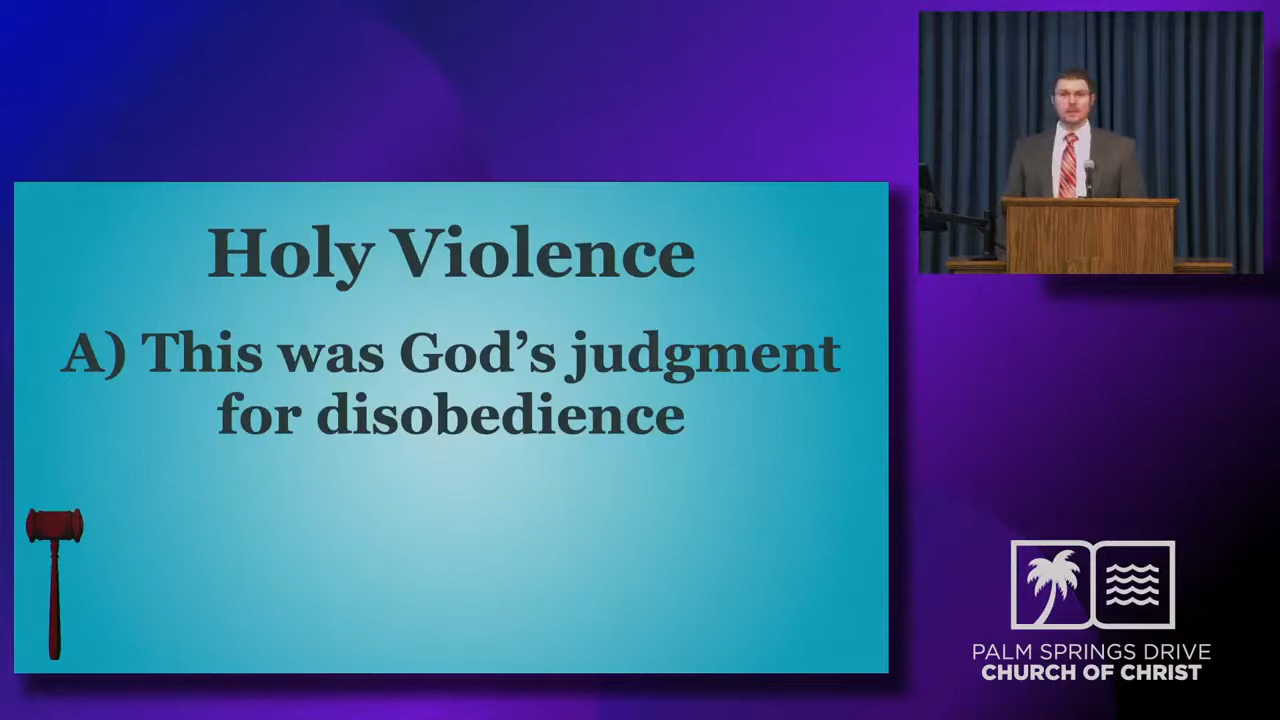 Holy Violence
A) This was God’s judgment
for disobedience
PALM SPRINGS DRIVE
CHURCH OF CHRIST